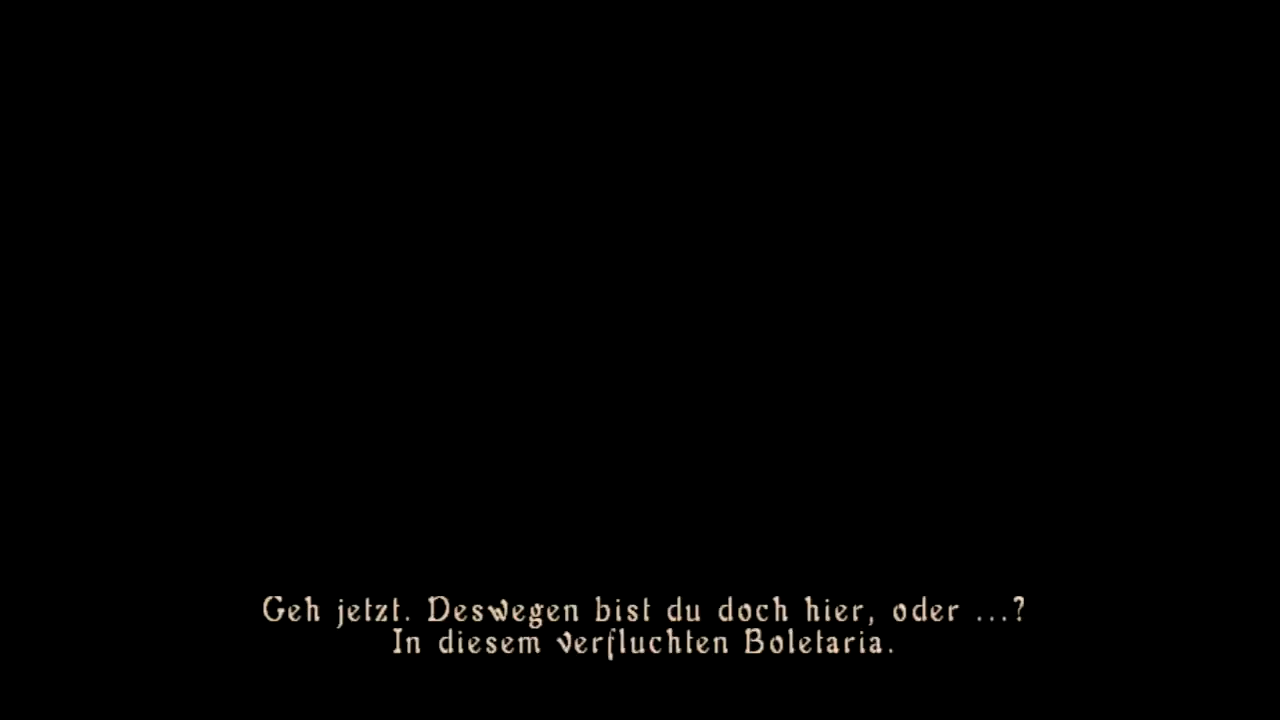 Geh jetzt. Deswegen bist du doch hier, oder ...?
In diesem verfluchten Boletaria.